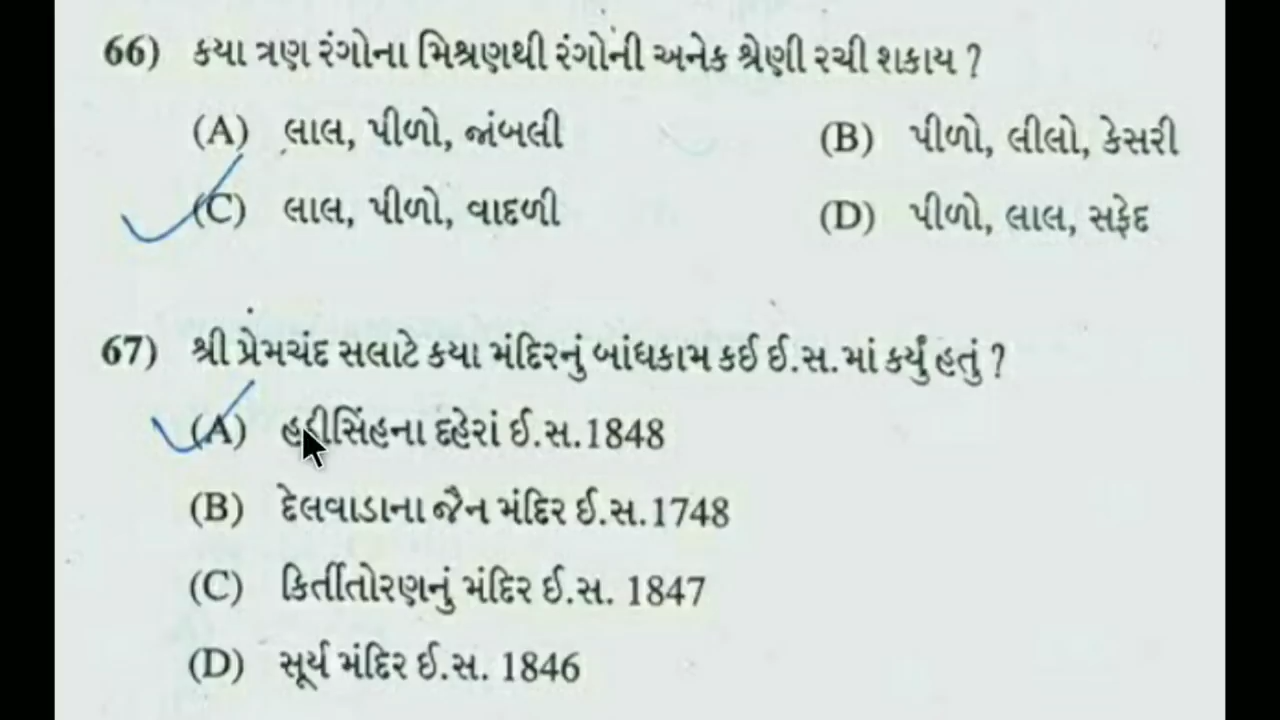 66) કયા ત્રણ રંગોના મિશ્રણથી રંગોની અનેક શ્રેણી રચી શકાય ?
(A) લાલ, પીળો, જાંબલી (B) પીળો, લીલો, કેસરી
(C) લાલ, પીળો, વાદળી (D) પીળો, લાલ, સફેદ
67) શ્રી પ્રેમચંદ સલાટે કયા મંદિરનું બાંધકામ કઈ ઈ.સ.માં કર્યું હતું ?
(A) હઠીસિંહના દહેરાં ઈ.સ.1848
(B) દેલવાડાના જૈન મંદિર ઈ.સ.1748
(C) કિર્તીતોરણનું મંદિર ઈ.સ. 1847
(D) સૂર્ય મંદિર ઈ.સ. 1846